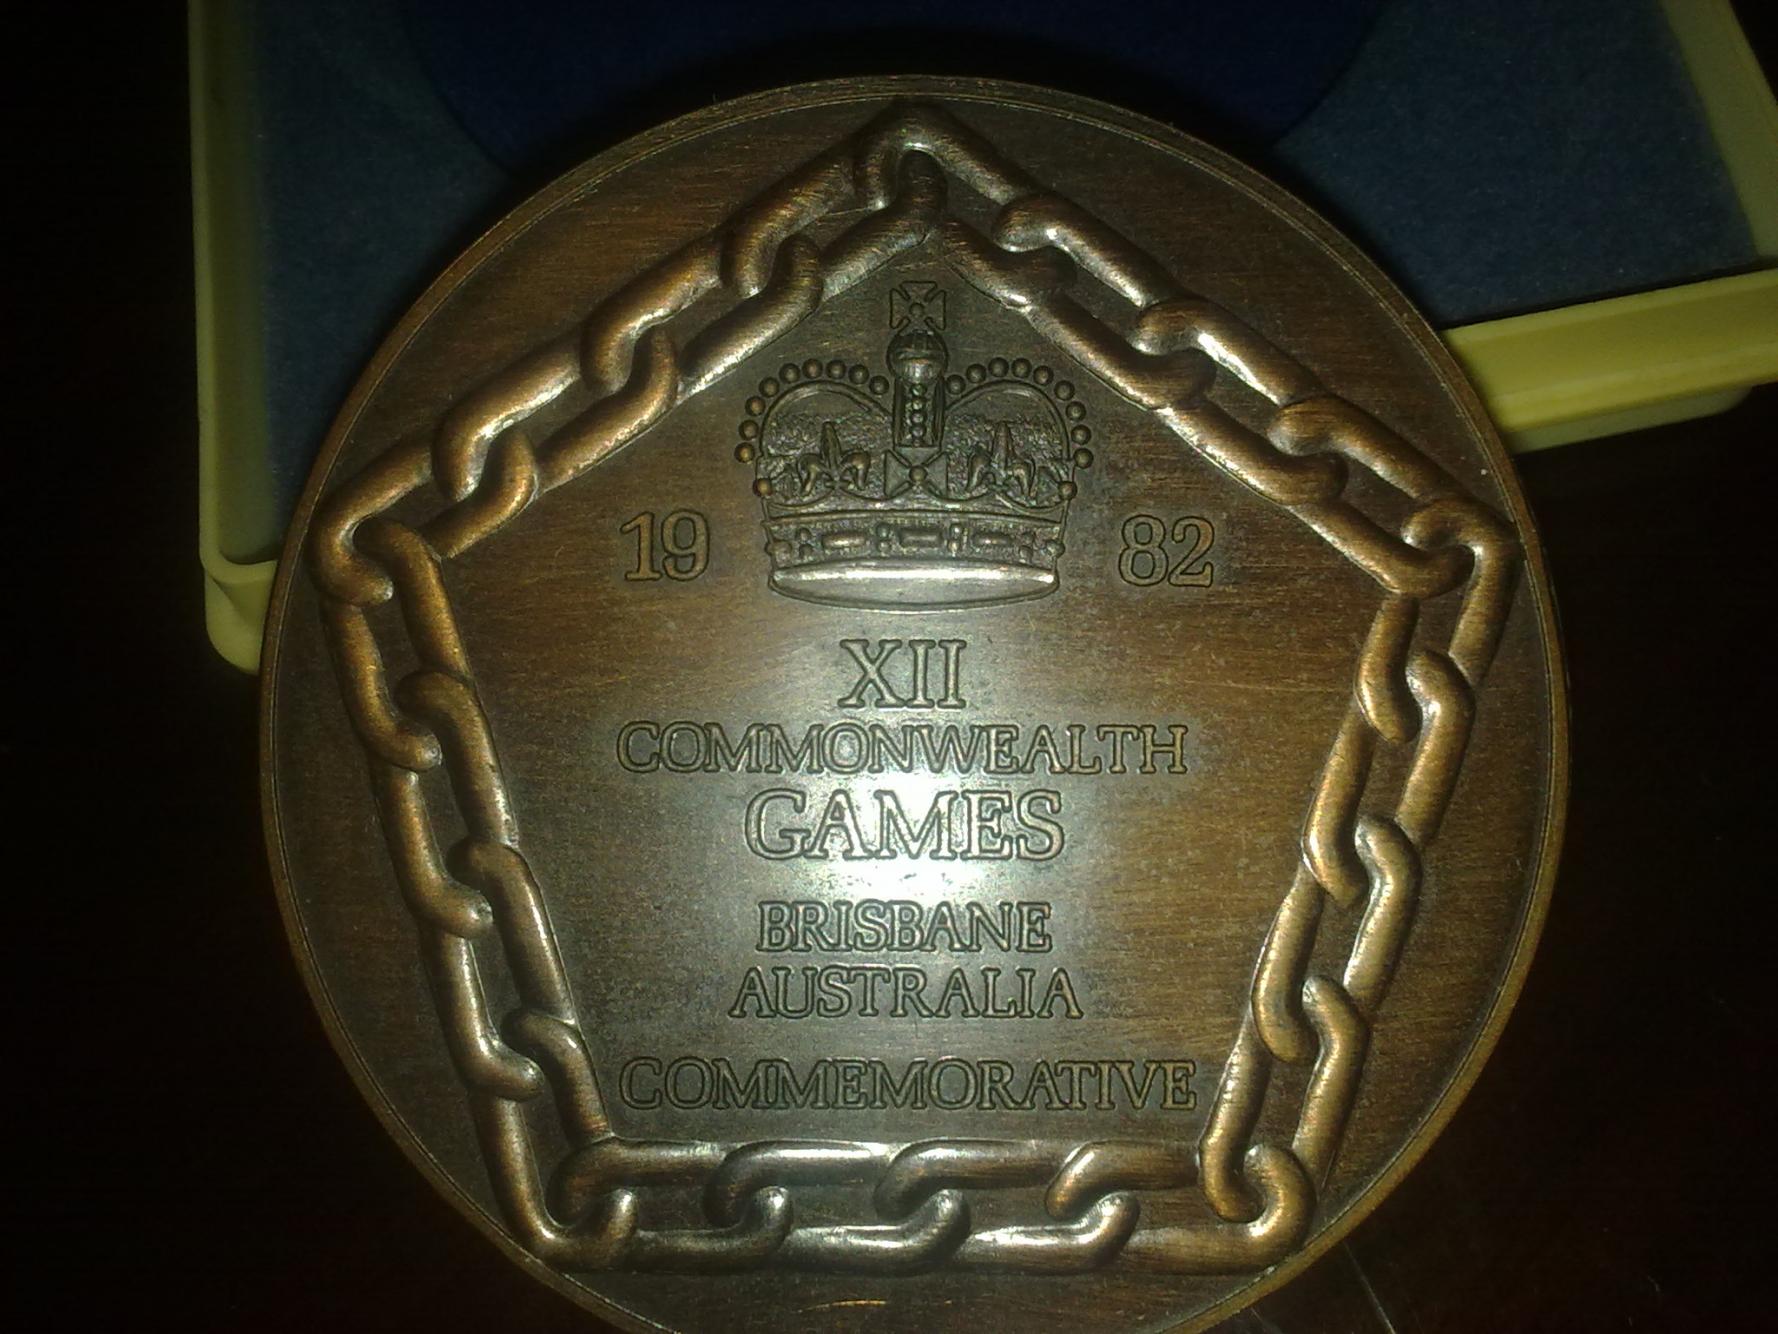 19 82
XII
COMMONWEALTH
GAMES
BRISBANE
AUSTRALIA
COMMEMORATIVE